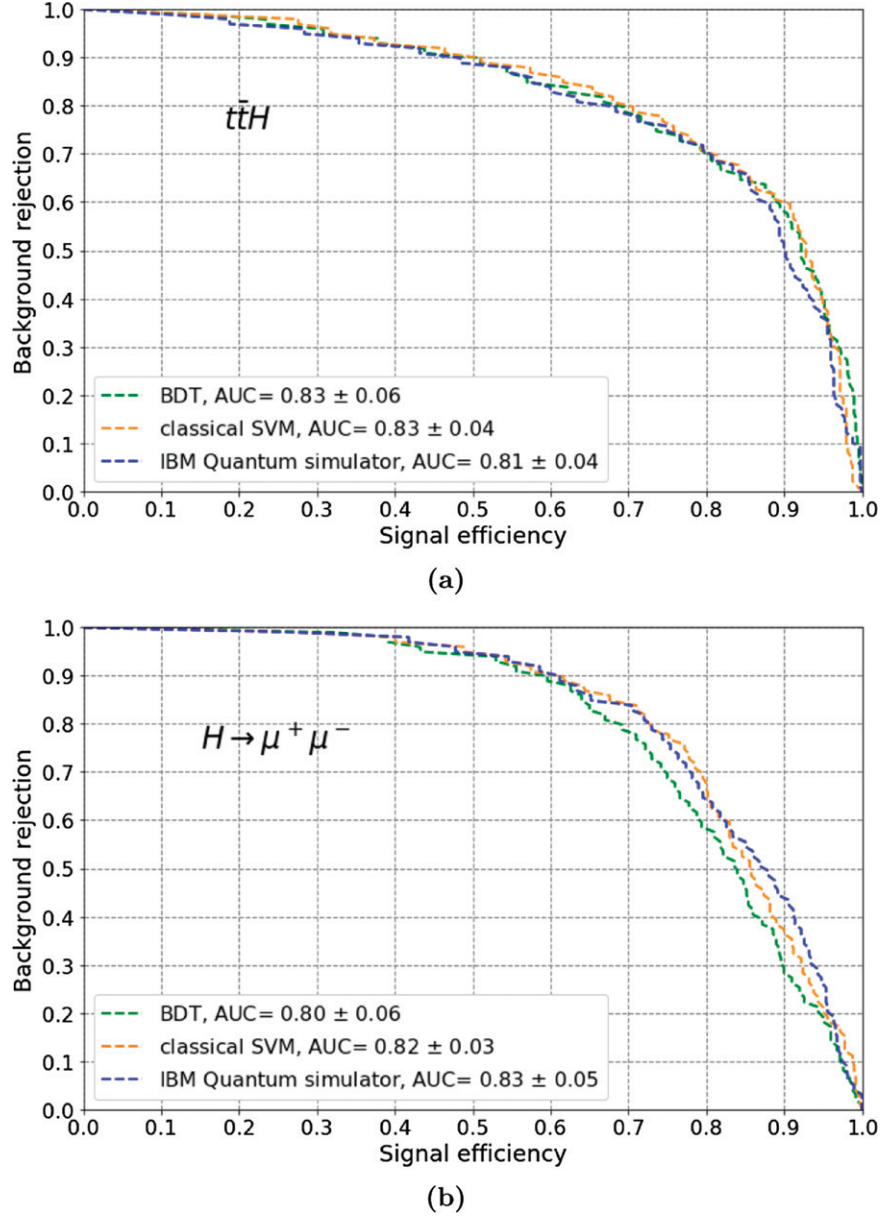 1.0
0.9
0.8
0.7
0.6
0.5
0.4
0.3
0.2
0.1
0.0
Background rejection
tt̄H
BDT, AUC= 0.83 ± 0.06
classical SVM, AUC= 0.83 ± 0.04
IBM Quantum simulator, AUC= 0.81 ± 0.04
0.0 0.1 0.2 0.3 0.4 0.5 0.6 0.7 0.8 0.9 1.0
Signal efficiency
(a)
1.0
0.9
0.8
0.7
0.6
0.5
0.4
0.3
0.2
0.1
0.0
Background rejection
H → μ⁺μ⁻
BDT, AUC= 0.80 ± 0.06
classical SVM, AUC= 0.82 ± 0.03
IBM Quantum simulator, AUC= 0.83 ± 0.05
0.0 0.1 0.2 0.3 0.4 0.5 0.6 0.7 0.8 0.9 1.0
Signal efficiency
(b)